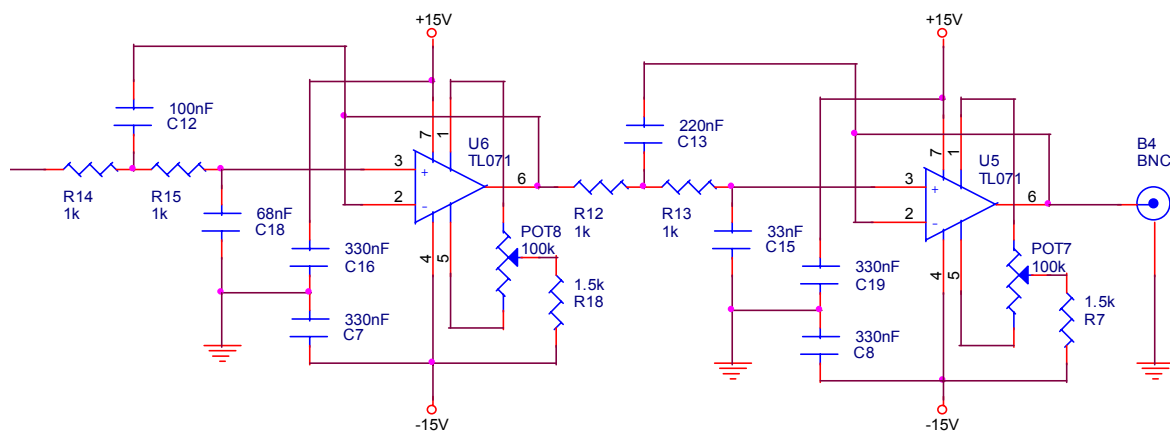 +15V
+15V
100nF
C12
220nF
C13
B4
BNC
7
1
U6
TL071
7
1
U5
TL071
3
+
6
2
-
3
+
6
2
-
R14
1k
R15
1k
R12
1k
R13
1k
68nF
C18
33nF
C15
4
5
POT8
100k
4
5
POT7
100k
330nF
C16
330nF
C19
1.5k
R18
1.5k
R7
330nF
C7
330nF
C8
-15V
-15V